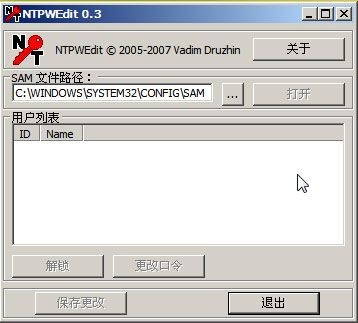 NTPWEdit 0.3
NTPWEdit © 2005-2007 Vadim Druzhin
关于
SAM 文件路径：
C:\WINDOWS\SYSTEM32\CONFIG\SAM
...
打开
用户列表
ID Name
解锁 更改口令
保存更改 退出